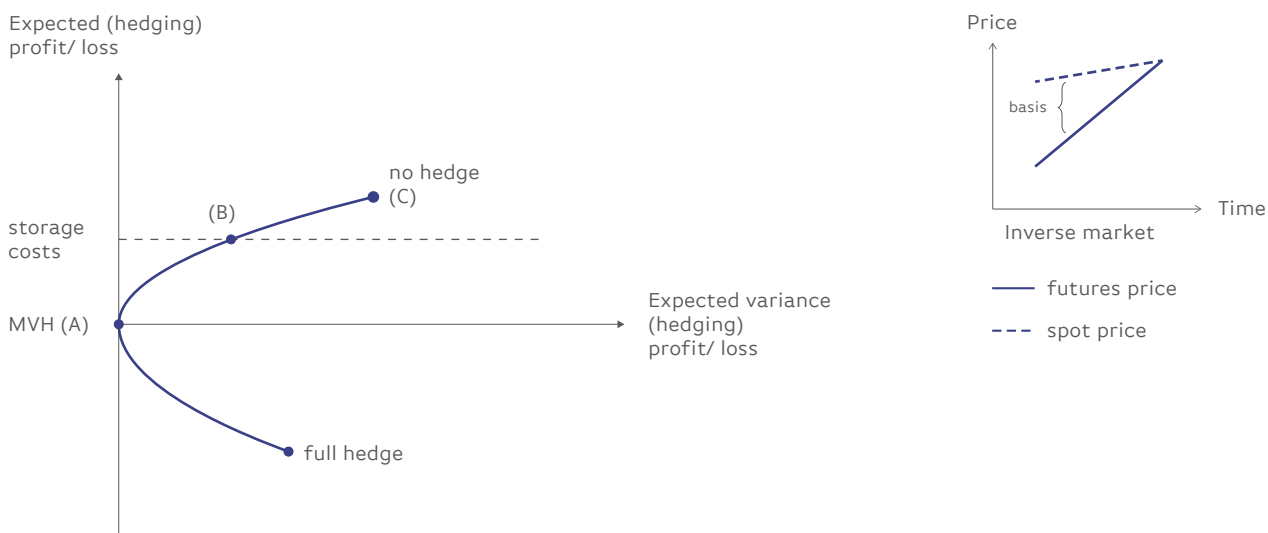 Expected (hedging)
profit/ loss
no hedge
(C)
(B)
storage
costs
MVH (A)
Expected variance
(hedging)
profit/ loss
full hedge
Price
basis
Time
Inverse market
futures price
spot price